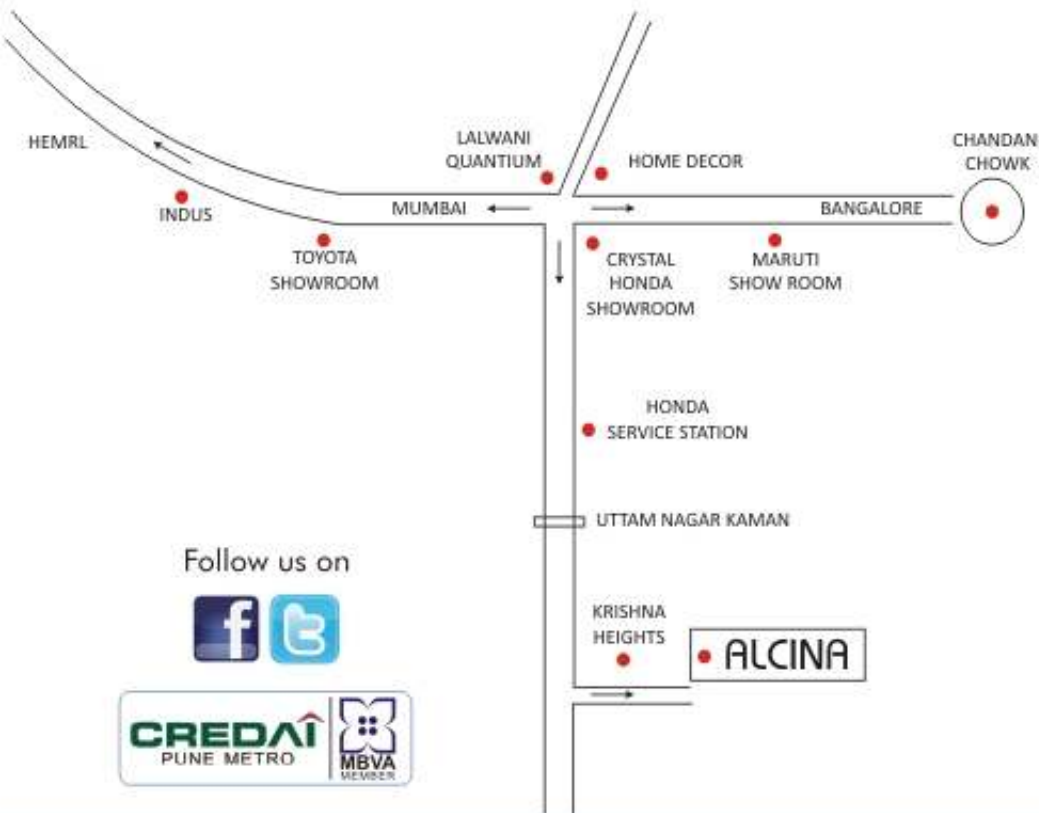 LALWANI
QUANTIUM
HOME DECOR
CHANDAN
CHOWK
HEMRL
INDUS
MUMBAI
BANGALORE
TOYOTA
SHOWROOM
CRYSTAL
HONDA
SHOWROOM
MARUTI
SHOW ROOM
HONDA
SERVICE STATION
UTTAM NAGAR KAMAN
Follow us on
f t
KRISHNA
HEIGHTS
ALCINA
CREDAI
PUNE METRO
MBVA
MEMBER